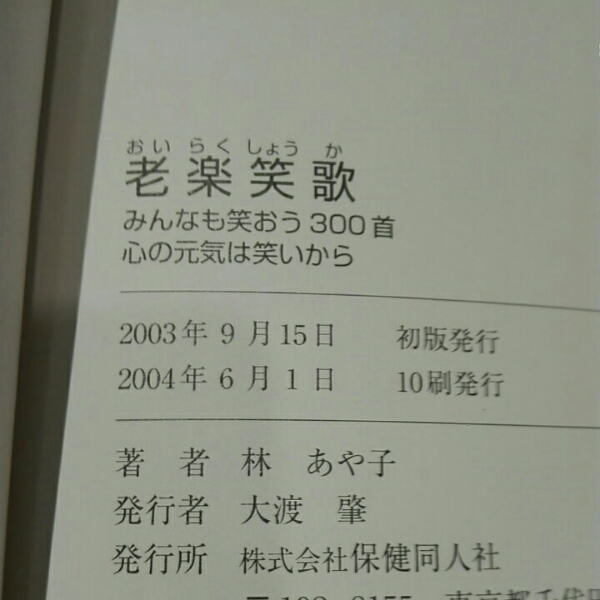 おい らく しょう か
老楽笑歌
みんなも笑おう300首
心の元気は笑いから
2003年 9 月15日 初版発行
2004年 6 月 1 日 10刷発行
著 者 林 あや子
発行者 大渡 肇
発行所 株式会社保健同人社